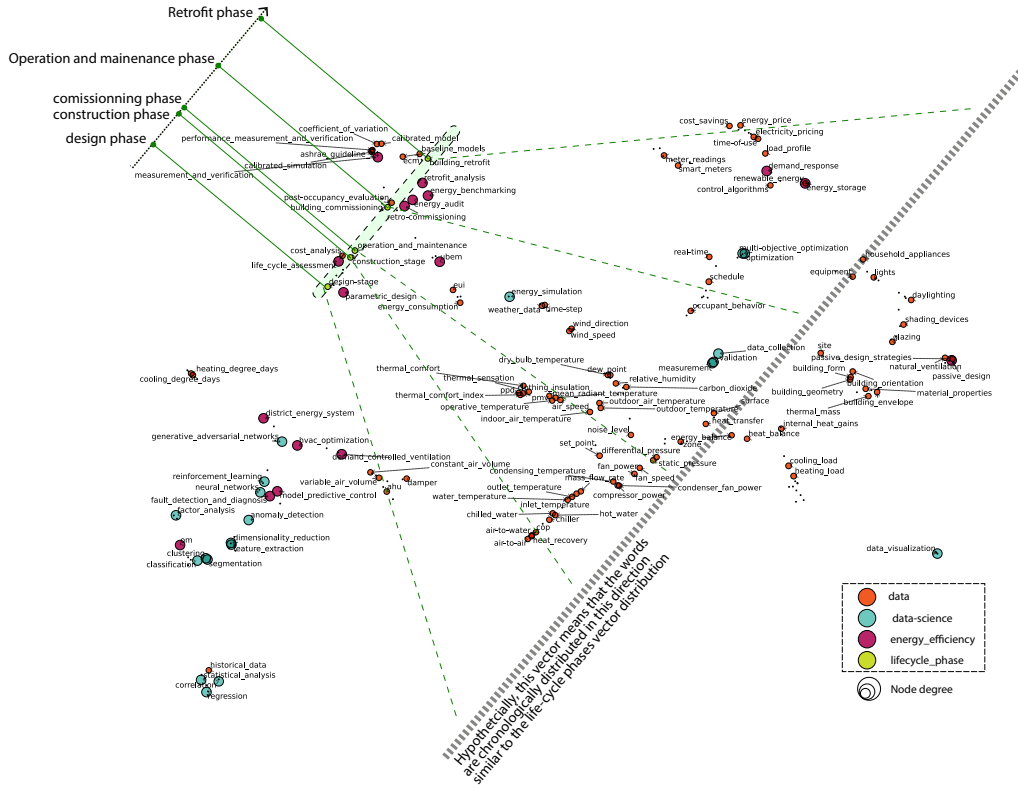 Retrofit phase
Operation and mainenance phase
comissionning phase
construction phase
design phase
coefficient_of_variation
performance_measurement_and_verification
calibrated_model
ashrae_guideline
baseline_models
ecm
building_retrofit
calibrated_simulation
measurement_and_verification
retrofit_analysis
energy_benchmarking
post-occupancy_evaluation
building_commissioning
energy_audit
retro-commissioning
cost_analysis
operation_and_maintenance
life_cycle_assessment
construction_stage
ubem
design-stage
parametric_design
eui
energy_consumption
energy_simulation
weather_data
time-step
wind_direction
wind_speed
cost_savings
energy_price
electricity_pricing
time-of-use
load_profile
meter_readings
smart_meters
demand_response
renewable_energy
control_algorithms
energy_storage
real-time
multi-objective_optimization
optimization
schedule
occupant_behavior
household_appliances
equipment
lights
daylighting
shading_devices
glazing
data_collection
validation
measurement
site
passive_design_strategies
natural_ventilation
passive_design
building_form
building_orientation
building_geometry
material_properties
building_envelope
thermal_mass
surface
heating_degree_days
cooling_degree_days
dry_bulb_temperature
dew_point
thermal_comfort
thermal_sensation
relative_humidity
carbon_dioxide
thermal_comfort_index
ppd
clothing_insulation
pmv
mean_radiant_temperature
operative_temperature
air_speed
outdoor_air_temperature
indoor_air_temperature
outdoor_temperature
heat_transfer
internal_heat_gains
noise_level
energy_balance
zone
heat_balance
set_point
differential_pressure
static_pressure
cooling_load
heating_load
district_energy_system
generative_adversarial_networks
hvac_optimization
demand_controlled_ventilation
constant_air_volume
variable_air_volume
ahu
damper
condensing_temperature
fan_power
fan_speed
mass_flow_rate
condenser_fan_power
compressor_power
outlet_temperature
water_temperature
inlet_temperature
chilled_water
chiller
hot_water
air-to-water
cop
air-to-air
heat_recovery
reinforcement_learning
neural_networks
model_predictive_control
fault_detection_and_diagnosis
factor_analysis
anomaly_detection
dimensionality_reduction
feature_extraction
clustering
classification
segmentation
data_visualization
historical_data
statistical_analysis
correlation
regression
Hypothetcially, this vector means that the words
are chronologically distributed in this direction
similar to the life-cycle phases vector distribution
data
data-science
energy_efficiency
lifecycle_phase
Node degree